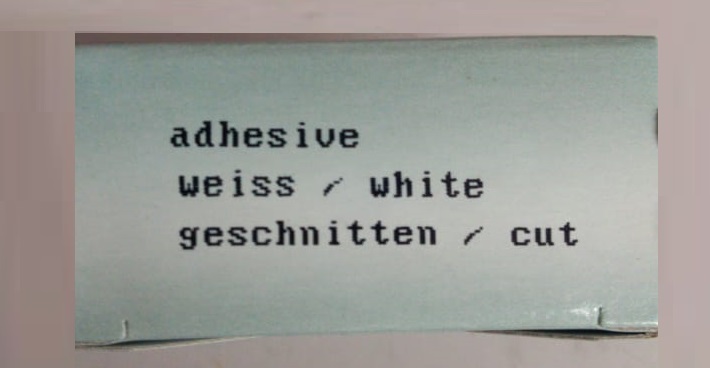 adhesive
weiss / white
geschnitten / cut